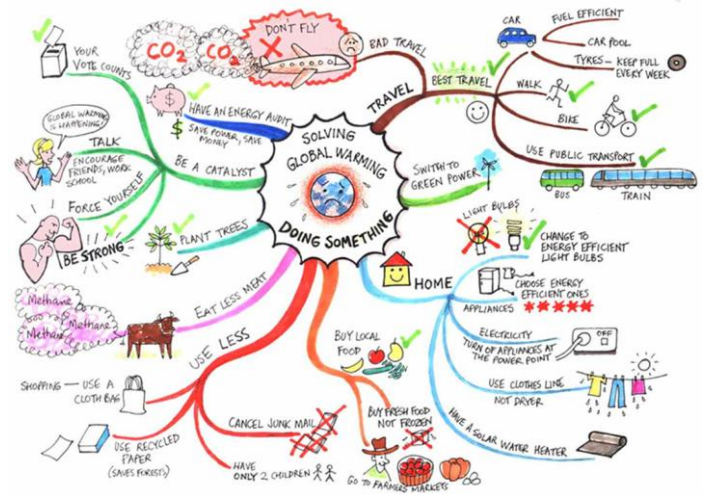 SOLVING
GLOBAL WARMING
DOING SOMETHING
TRAVEL
BAD TRAVEL
DON'T FLY
CO2
CO2
BEST TRAVEL
CAR
FUEL EFFICIENT
CAR POOL
TYRES — KEEP FULL
EVERY WEEK
WALK
BIKE
USE PUBLIC TRANSPORT
BUS
TRAIN
SWITCH TO
GREEN POWER
HOME
LIGHT BULBS
CHANGE TO
ENERGY EFFICIENT
LIGHT BULBS
APPLIANCES
CHOOSE ENERGY
EFFICIENT ONES
ELECTRICITY
TURN OF APPLIANCES AT
THE POWER POINT
OFF
USE CLOTHES LINE
NOT DRYER
HAVE A SOLAR WATER HEATER
BUY LOCAL
FOOD
BUY FRESH FOOD
NOT FROZEN
GO TO FARMERS MARKETS
USE LESS
SHOPPING — USE A
CLOTH BAG
USE RECYCLED
PAPER
(SAVES FORESTS)
CANCEL JUNK MAIL
HAVE
ONLY 2 CHILDREN
EAT LESS MEAT
Methane
Methane
Methane
PLANT TREES
BE A CATALYST
YOUR
VOTE COUNTS
TALK
ENCOURAGE
FRIENDS, WORK
SCHOOL
GLOBAL WARMING
IS HAPPENING!
FORCE YOURSELF
BE STRONG
HAVE AN ENERGY AUDIT
SAVE POWER, SAVE
MONEY
$